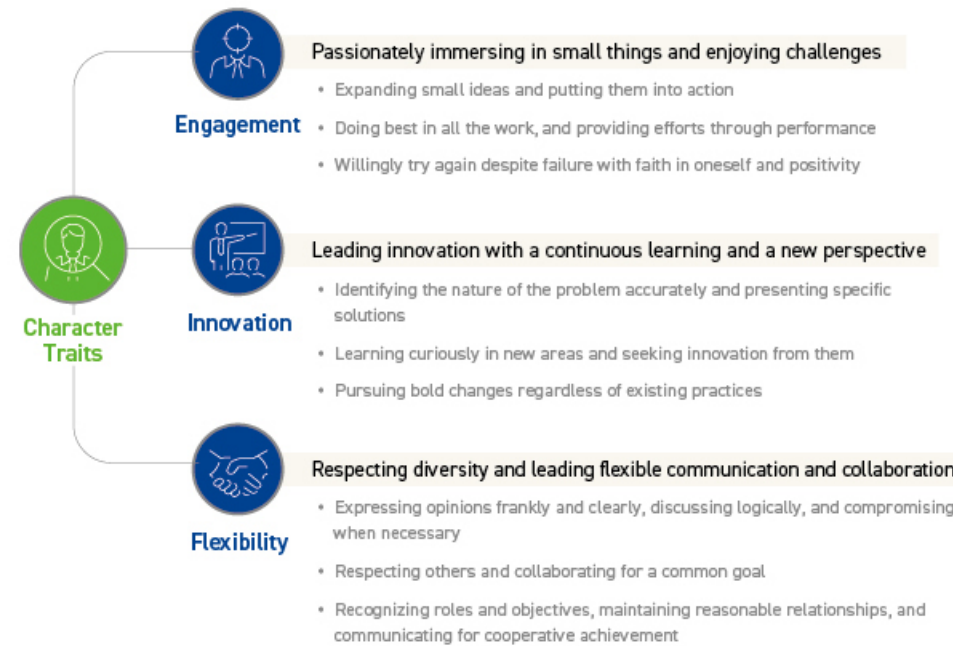 Engagement
Passionately immersing in small things and enjoying challenges
• Expanding small ideas and putting them into action
• Doing best in all the work, and providing efforts through performance
• Willingly try again despite failure with faith in oneself and positivity
Character
Traits
Innovation
Leading innovation with a continuous learning and a new perspective
• Identifying the nature of the problem accurately and presenting specific
solutions
• Learning curiously in new areas and seeking innovation from them
• Pursuing bold changes regardless of existing practices
Flexibility
Respecting diversity and leading flexible communication and collaboration
• Expressing opinions frankly and clearly, discussing logically, and compromising
when necessary
• Respecting others and collaborating for a common goal
• Recognizing roles and objectives, maintaining reasonable relationships, and
communicating for cooperative achievement